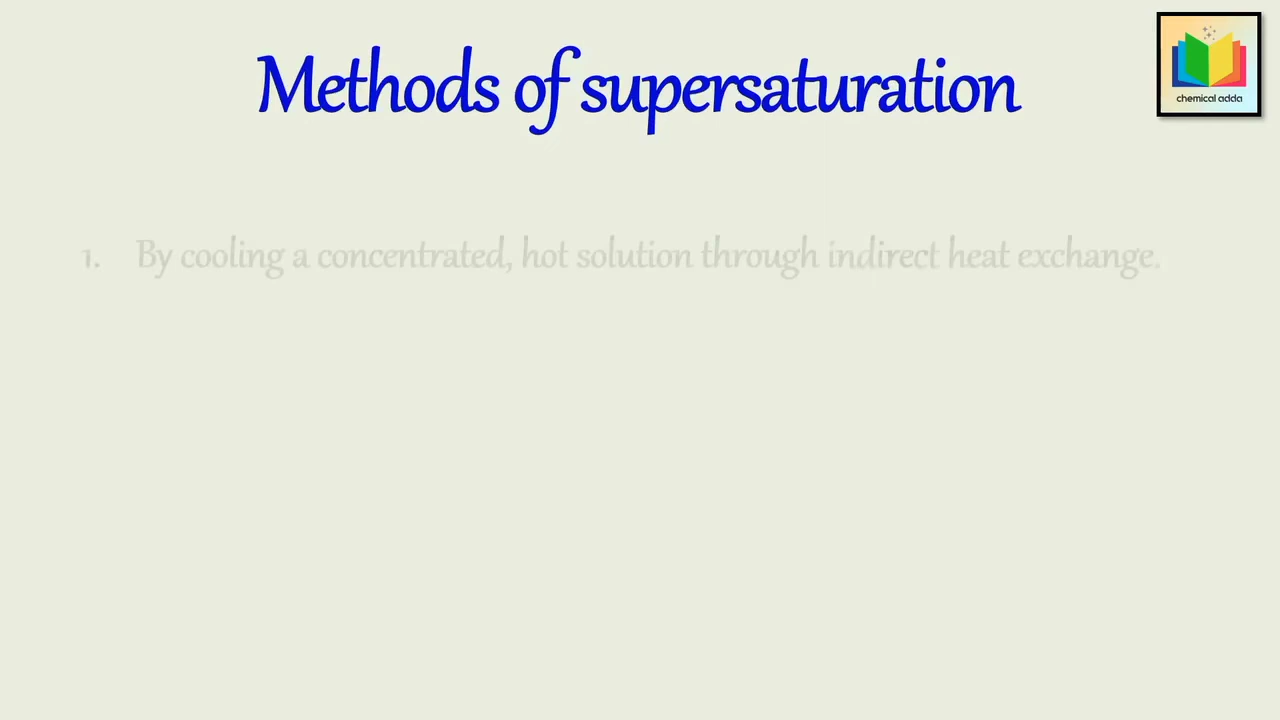 Methods of supersaturation
chemical adda
1. By cooling a concentrated, hot solution through indirect heat exchange.